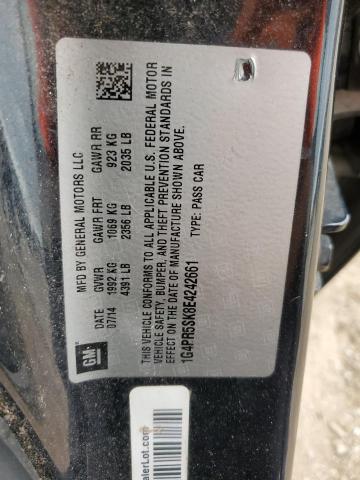 MFD BY GENERAL MOTORS LLC
DATE GVWR GAWR FRT GAWR RR
07/14 1992 KG 1069 KG 923 KG
4391 LB 2356 LB 2035 LB
THIS VEHICLE CONFORMS TO ALL APPLICABLE U.S. FEDERAL MOTOR
VEHICLE SAFETY, BUMPER, AND THEFT PREVENTION STANDARDS IN
EFFECT ON THE DATE OF MANUFACTURE SHOWN ABOVE.
1G4PR5SK8E4242661 TYPE: PASS CAR
GM
alerLot.com